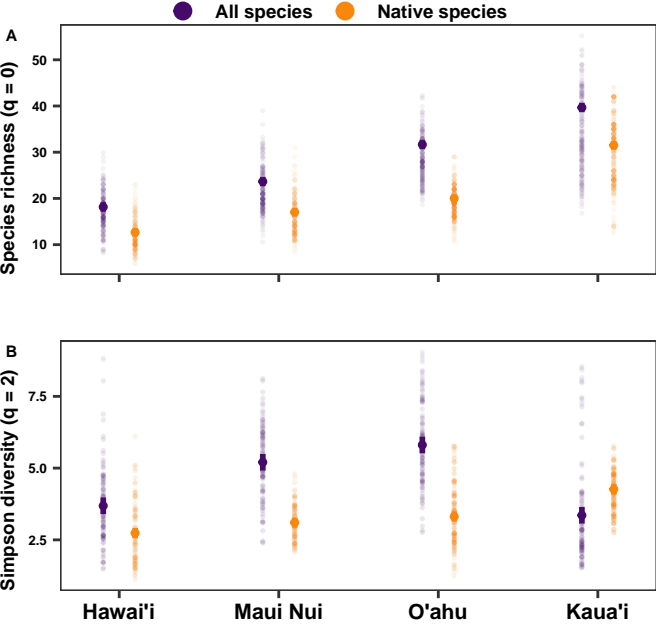 All species Native species
A
Species richness (q = 0)
50
40
30
20
10
B
Simpson diversity (q = 2)
7.5
5.0
2.5
Hawai'i Maui Nui O'ahu Kaua'i